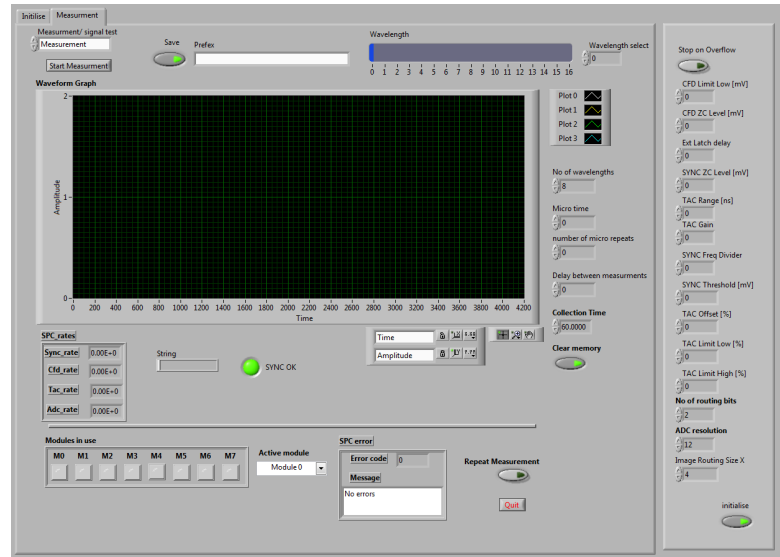 Initilise Measurment
Measurment/ signal test
Measurement
Start Measurment
Save
Prefex
Wavelength
0 1 2 3 4 5 6 7 8 9 10 11 12 13 14 15 16
Wavelength select
0
Waveform Graph
Plot 0
Plot 1
Plot 2
Plot 3
2
1
0
Amplitude
0 200 400 600 800 1000 1200 1400 1600 1800 2000 2200 2400 2600 2800 3000 3200 3400 3600 3800 4000 4200
Time
No of wavelengths
8
Micro time
0
number of micro repeats
0
Delay between measurments
0
Collection Time
60.0000
Clear memory
Time
Amplitude
SPC_rates
Sync_rate 0.00E+0
Cfd_rate 0.00E+0
Tac_rate 0.00E+0
Adc_rate 0.00E+0
String
SYNC OK
Modules in use
M0 M1 M2 M3 M4 M5 M6 M7
Active module
Module 0
SPC error
Error code 0
Message
No errors
Repeat Measurement
Quit
Stop on Overflow
CFD Limit Low [mV]
0
CFD ZC Level [mV]
0
Ext Latch delay
0
SYNC ZC Level [mV]
0
TAC Range [ns]
0
TAC Gain
0
SYNC Freq Divider
0
SYNC Threshold [mV]
0
TAC Offset [%]
0
TAC Limit Low [%]
0
TAC Limit High [%]
0
No of routing bits
2
ADC resolution
12
Image Routing Size X
4
initialise